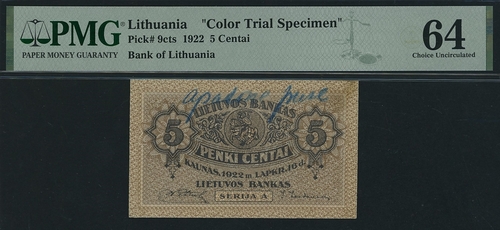 PMG
PAPER MONEY GUARANTY
Lithuania "Color Trial Specimen"
Pick# 9cts 1922 5 Centai
Bank of Lithuania
64
Choice Uncirculated
LIETUVOS BANKAS
5 5
PENKI CENTAI
KAUNAS, 1922 m. LAPKR. 16 d.
LIETUVOS BANKAS
SERIJA A